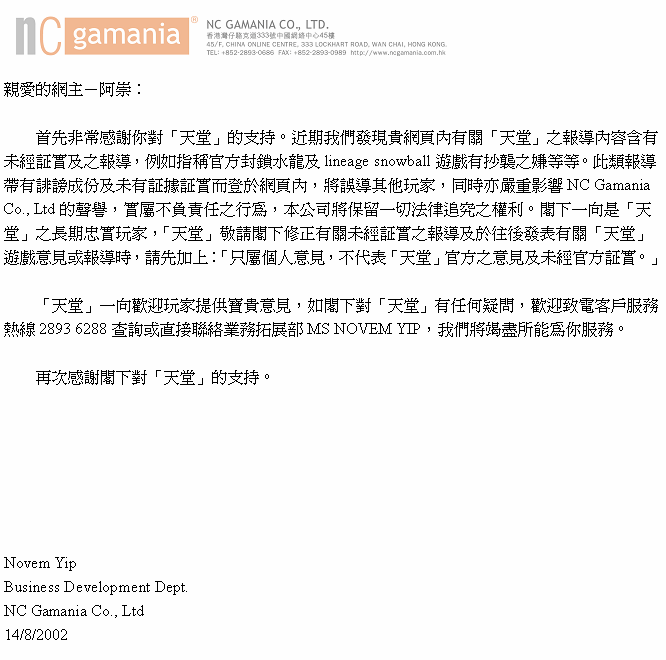 nc gamania® NC GAMANIA CO., LTD.
香港灣仔駱克道333號中國網絡中心45樓
45/F, CHINA ONLINE CENTRE, 333 LOCKHART ROAD, WAN CHAI, HONG KONG.
TEL: +852-2893-0686 FAX: +852-2893-0989 http://www.ncgamania.com.hk
親愛的網主－阿崇：
首先非常感謝你對「天堂」的支持。近期我們發現貴網頁內有關「天堂」之報導內容含有
未經証實及之報導，例如指稱官方封鎖水龍及 lineage snowball 遊戲有抄襲之嫌等等。此類報導
帶有誹謗成份及未有証據証實而登於網頁內，將誤導其他玩家，同時亦嚴重影響 NC Gamania
Co., Ltd 的聲譽，實屬不負責任之行為，本公司將保留一切法律追究之權利。閣下一向是「天
堂」之長期忠實玩家，「天堂」敬請閣下修正有關未經証實之報導及於往後發表有關「天堂」
遊戲意見或報導時，請先加上：「只屬個人意見，不代表「天堂」官方之意見及未經官方証實。」
「天堂」一向歡迎玩家提供寶貴意見，如閣下對「天堂」有任何疑問，歡迎致電客戶服務
熱線 2893 6288 查詢或直接聯絡業務拓展部 MS NOVEM YIP，我們將竭盡所能為你服務。
再次感謝閣下對「天堂」的支持。
Novem Yip
Business Development Dept.
NC Gamania Co., Ltd
14/8/2002